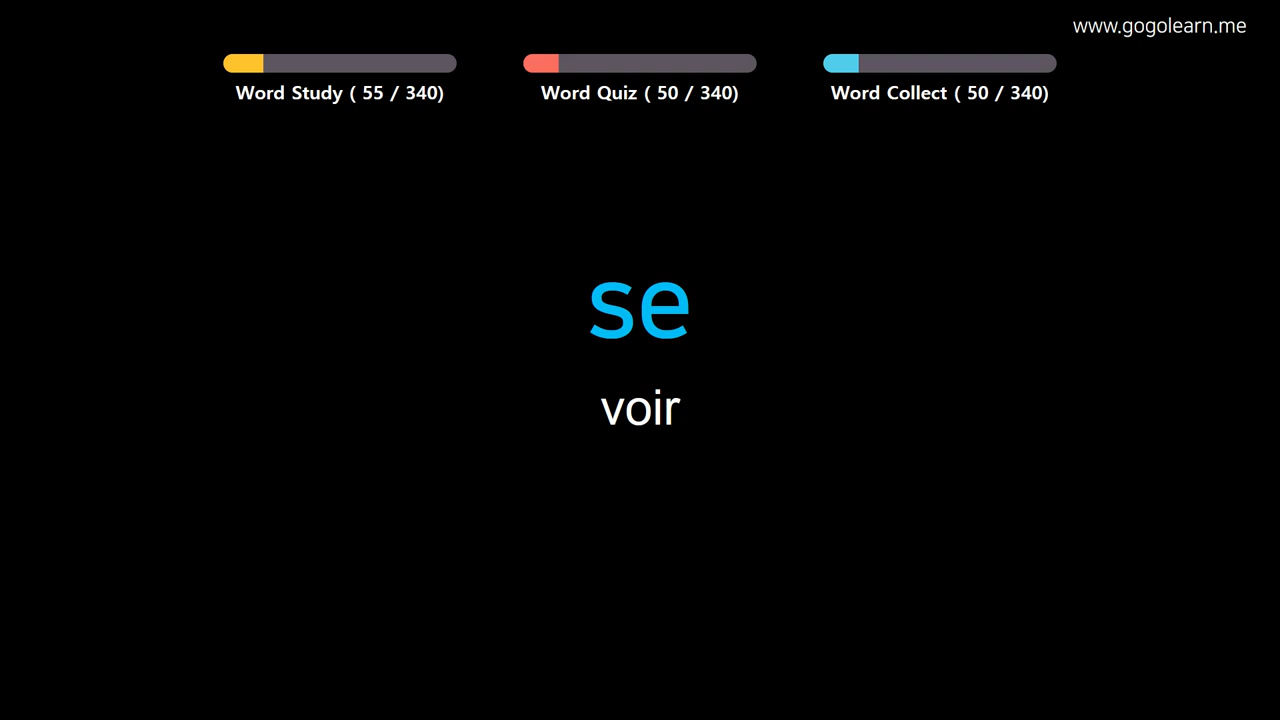 www.gogolearn.me
Word Study ( 55 / 340)
Word Quiz ( 50 / 340)
Word Collect ( 50 / 340)
se
voir